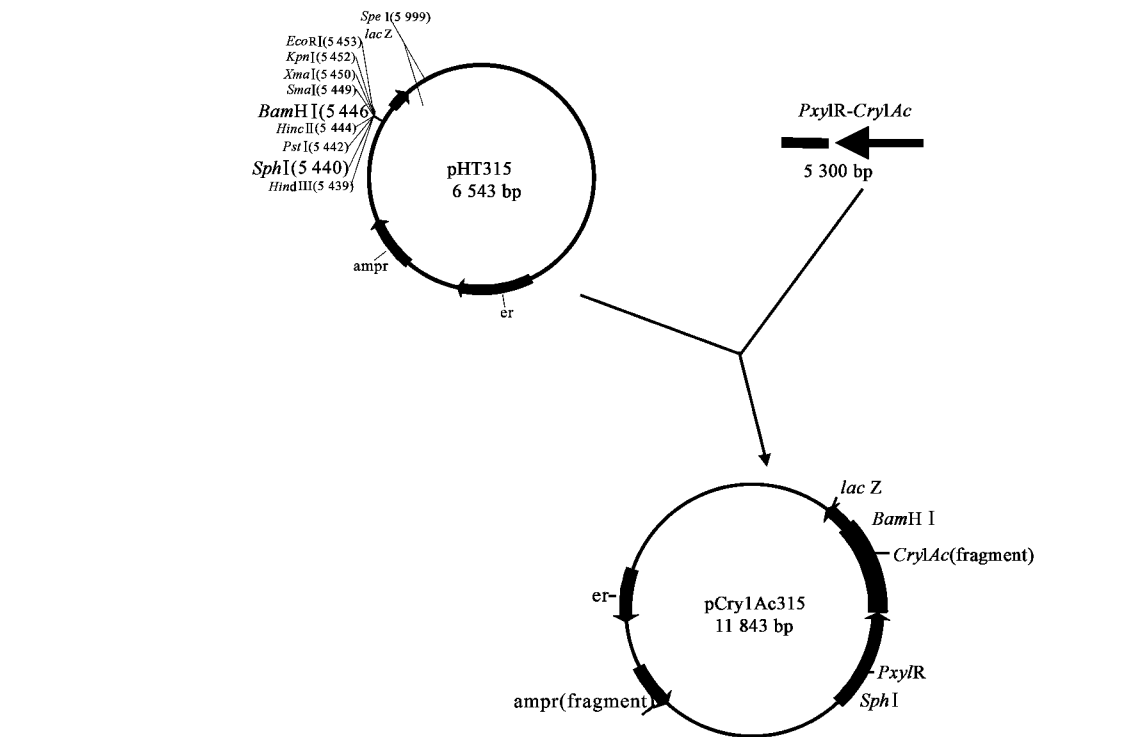 Spe I(5 999)
lac Z
EcoRI(5 453)
KpnI(5 452)
XmaI(5 450)
SmaI(5 449)
BamH I(5 446
HincII(5 444)
Pst I(5 442)
SphI(5 440)
HindIII(5 439)
pHT315
6 543 bp
ampr
er
PxylR-Cry1Ac
5 300 bp
lac Z
BamH I
Cry1Ac(fragment)
er
pCry1Ac315
11 843 bp
PxylR
SphI
ampr(fragment)